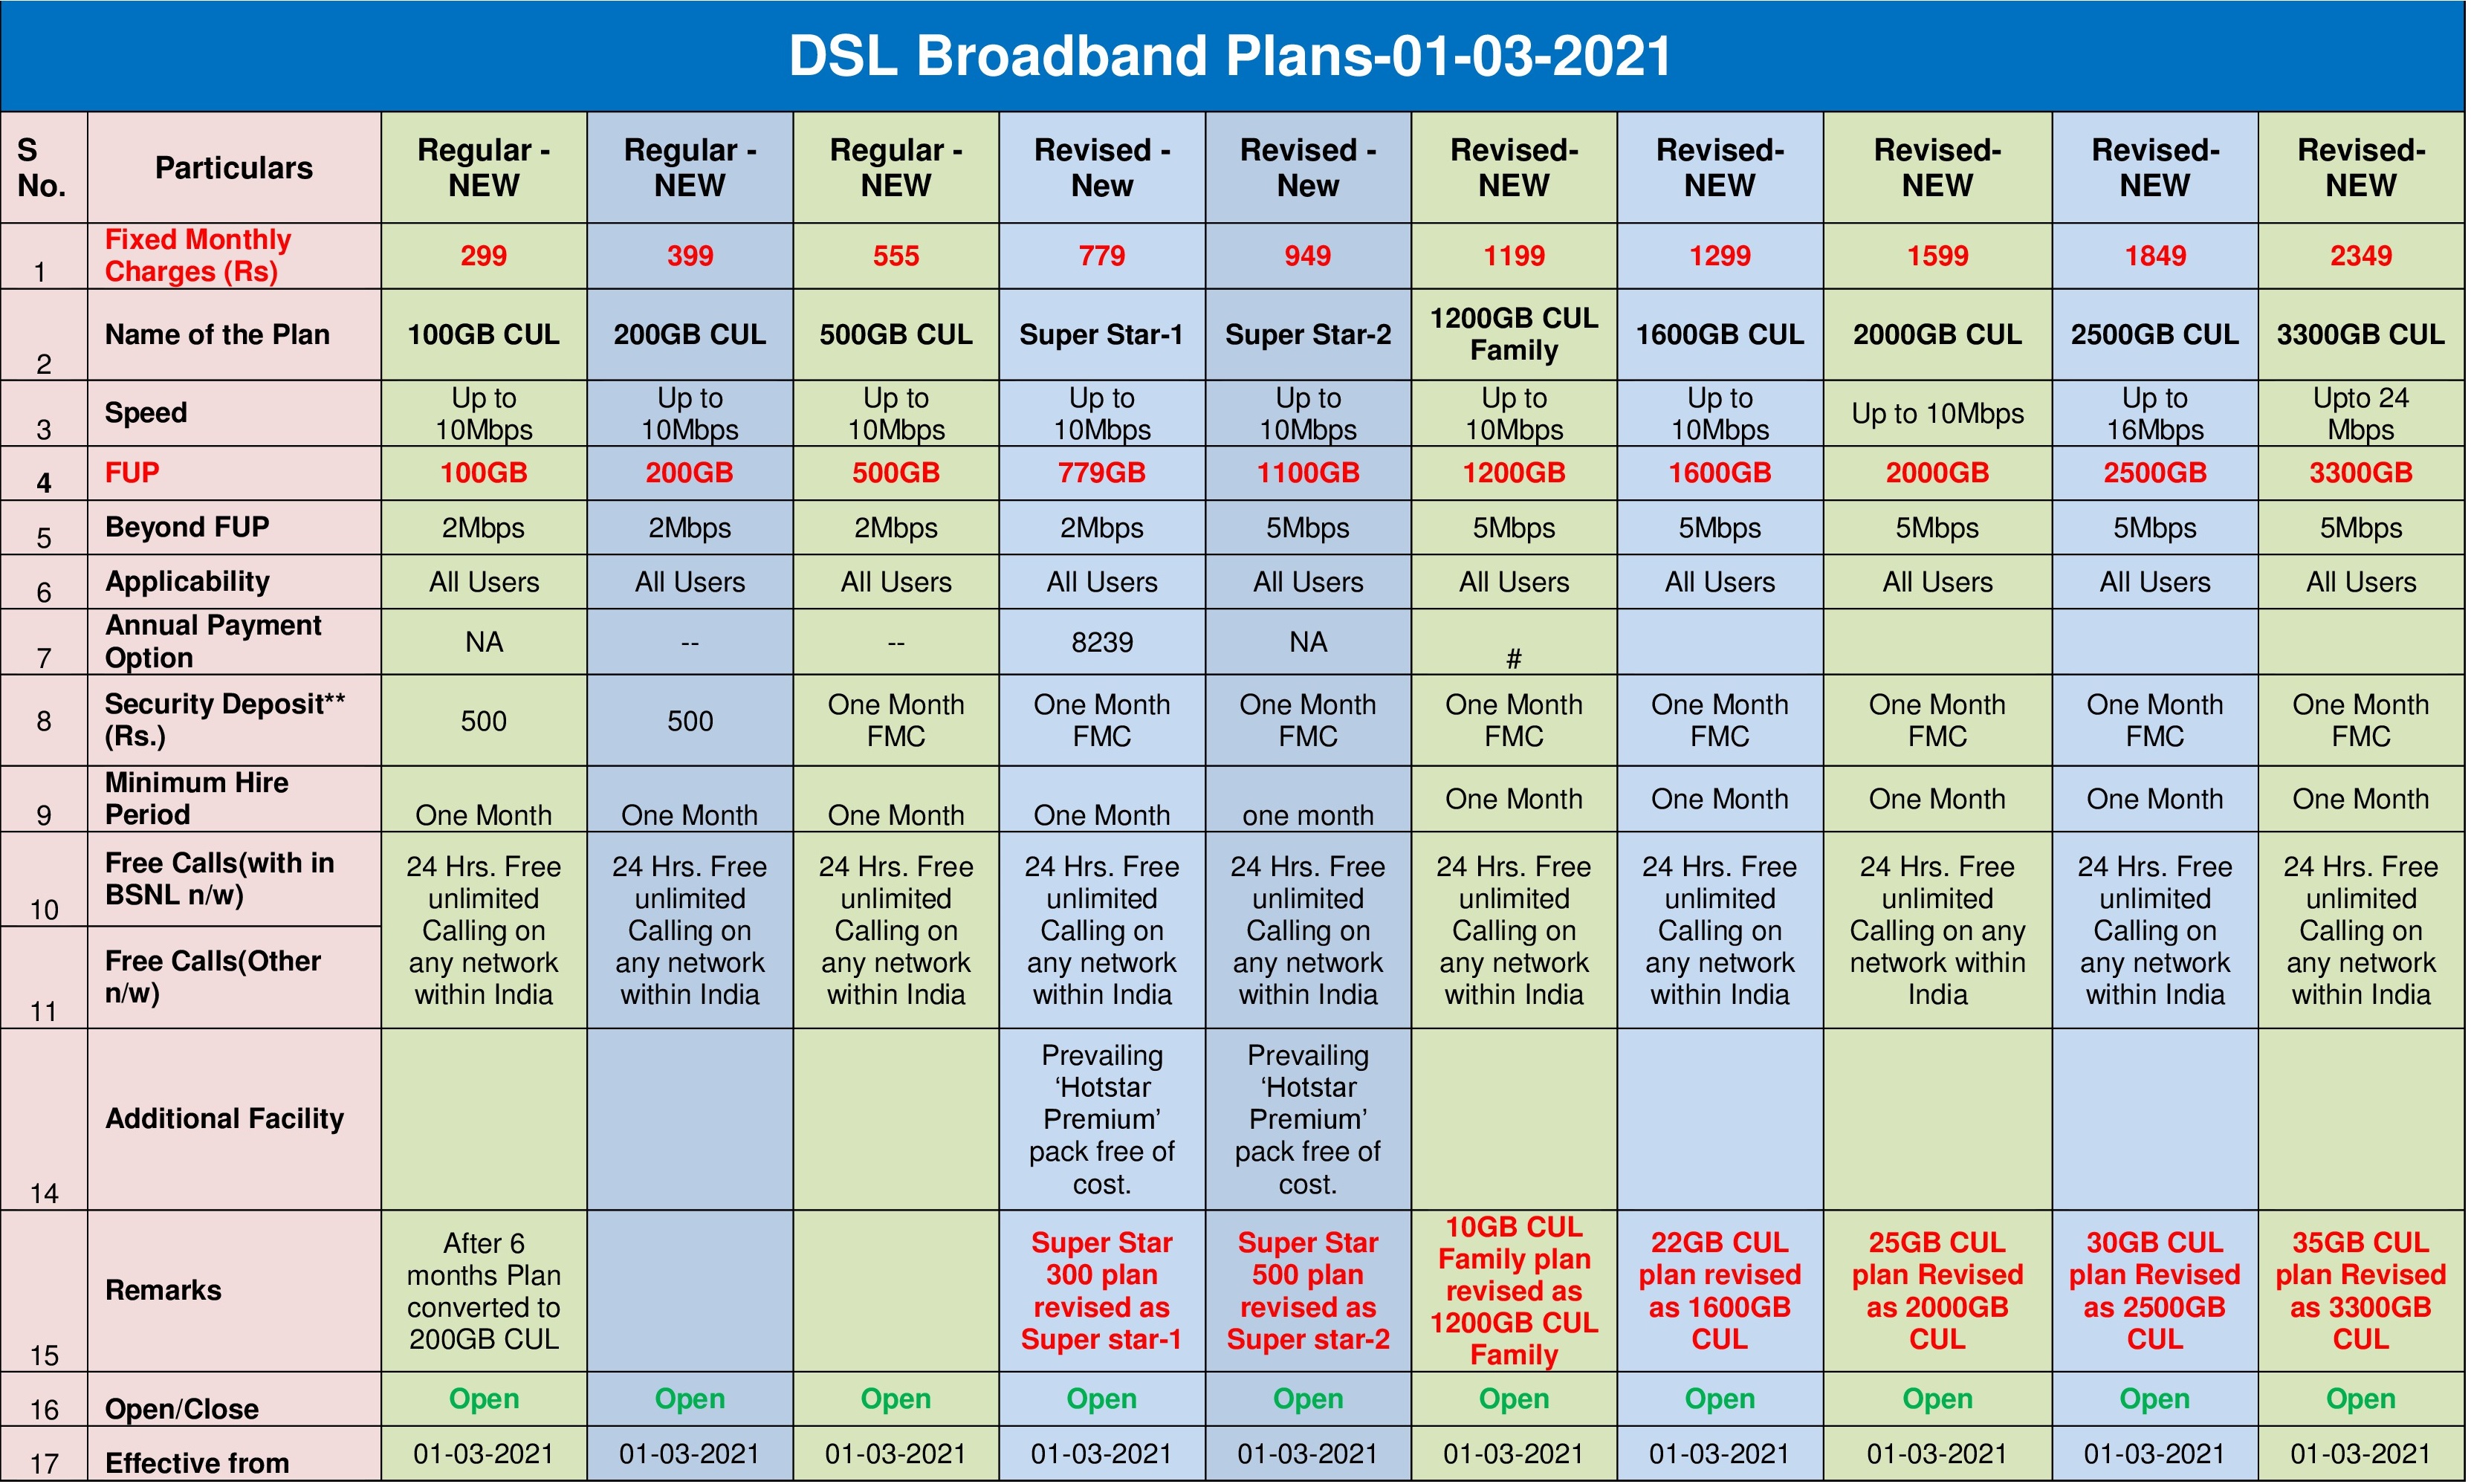 DSL Broadband Plans-01-03-2021
S No. Particulars Regular - NEW Regular - NEW Regular - NEW Revised - New Revised - New Revised- NEW Revised- NEW Revised- NEW Revised- NEW Revised- NEW
1 Fixed Monthly Charges (Rs) 299 399 555 779 949 1199 1299 1599 1849 2349
2 Name of the Plan 100GB CUL 200GB CUL 500GB CUL Super Star-1 Super Star-2 1200GB CUL Family 1600GB CUL 2000GB CUL 2500GB CUL 3300GB CUL
3 Speed Up to 10Mbps Up to 10Mbps Up to 10Mbps Up to 10Mbps Up to 10Mbps Up to 10Mbps Up to 10Mbps Up to 10Mbps Up to 16Mbps Upto 24 Mbps
4 FUP 100GB 200GB 500GB 779GB 1100GB 1200GB 1600GB 2000GB 2500GB 3300GB
5 Beyond FUP 2Mbps 2Mbps 2Mbps 2Mbps 5Mbps 5Mbps 5Mbps 5Mbps 5Mbps 5Mbps
6 Applicability All Users All Users All Users All Users All Users All Users All Users All Users All Users All Users
7 Annual Payment Option NA -- -- 8239 NA #
8 Security Deposit** (Rs.) 500 500 One Month FMC One Month FMC One Month FMC One Month FMC One Month FMC One Month FMC One Month FMC One Month FMC
9 Minimum Hire Period One Month One Month One Month One Month one month One Month One Month One Month One Month One Month
10 Free Calls(with in BSNL n/w)
11 Free Calls(Other n/w)
24 Hrs. Free unlimited Calling on any network within India
24 Hrs. Free unlimited Calling on any network within India
24 Hrs. Free unlimited Calling on any network within India
24 Hrs. Free unlimited Calling on any network within India
24 Hrs. Free unlimited Calling on any network within India
24 Hrs. Free unlimited Calling on any network within India
24 Hrs. Free unlimited Calling on any network within India
24 Hrs. Free unlimited Calling on any network within India
24 Hrs. Free unlimited Calling on any network within India
24 Hrs. Free unlimited Calling on any network within India
14 Additional Facility
Prevailing ‘Hotstar Premium’ pack free of cost.
Prevailing ‘Hotstar Premium’ pack free of cost.
15 Remarks
After 6 months Plan converted to 200GB CUL
Super Star 300 plan revised as Super star-1
Super Star 500 plan revised as Super star-2
10GB CUL Family plan revised as 1200GB CUL Family
22GB CUL plan revised as 1600GB CUL
25GB CUL plan Revised as 2000GB CUL
30GB CUL plan Revised as 2500GB CUL
35GB CUL plan Revised as 3300GB CUL
16 Open/Close Open Open Open Open Open Open Open Open Open Open
17 Effective from 01-03-2021 01-03-2021 01-03-2021 01-03-2021 01-03-2021 01-03-2021 01-03-2021 01-03-2021 01-03-2021 01-03-2021